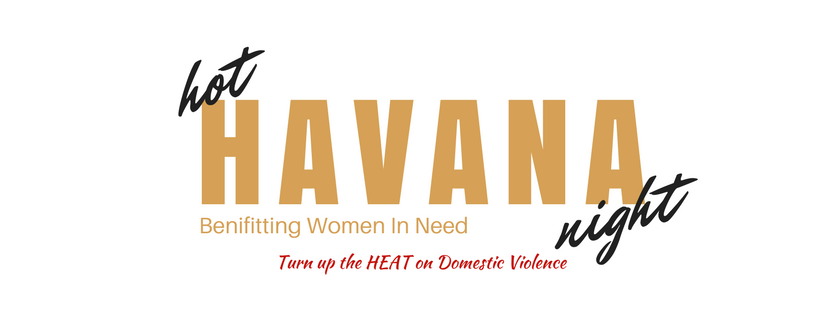 hot
HAVANA
night
Benifitting Women In Need
Turn up the HEAT on Domestic Violence